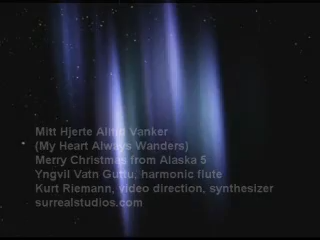 Mitt Hjerte Alltid Vanker
(My Heart Always Wanders)
Merry Christmas from Alaska 5
Yngvil Vatn Guttu, harmonic flute
Kurt Riemann, video direction, synthesizer
surrealstudios.com